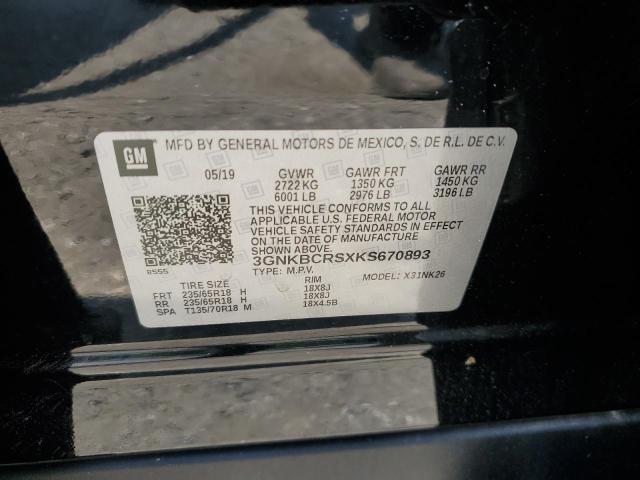 GM
MFD BY GENERAL MOTORS DE MEXICO, S. DE R.L. DE C.V.
05/19 GVWR GAWR FRT GAWR RR
2722 KG 1350 KG 1450 KG
6001 LB 2976 LB 3196 LB
THIS VEHICLE CONFORMS TO ALL
APPLICABLE U.S. FEDERAL MOTOR
VEHICLE SAFETY STANDARDS IN EFFECT
ON THE DATE OF MANUFACTURE
SHOWN ABOVE.
3GNKBCRSXKS670893
8555 TYPE: M.P.V. MODEL: X31NK26
TIRE SIZE RIM
FRT 235/65R18 H 18X8J
RR 235/65R18 H 18X8J
SPA T135/70R18 M 18X4.5B